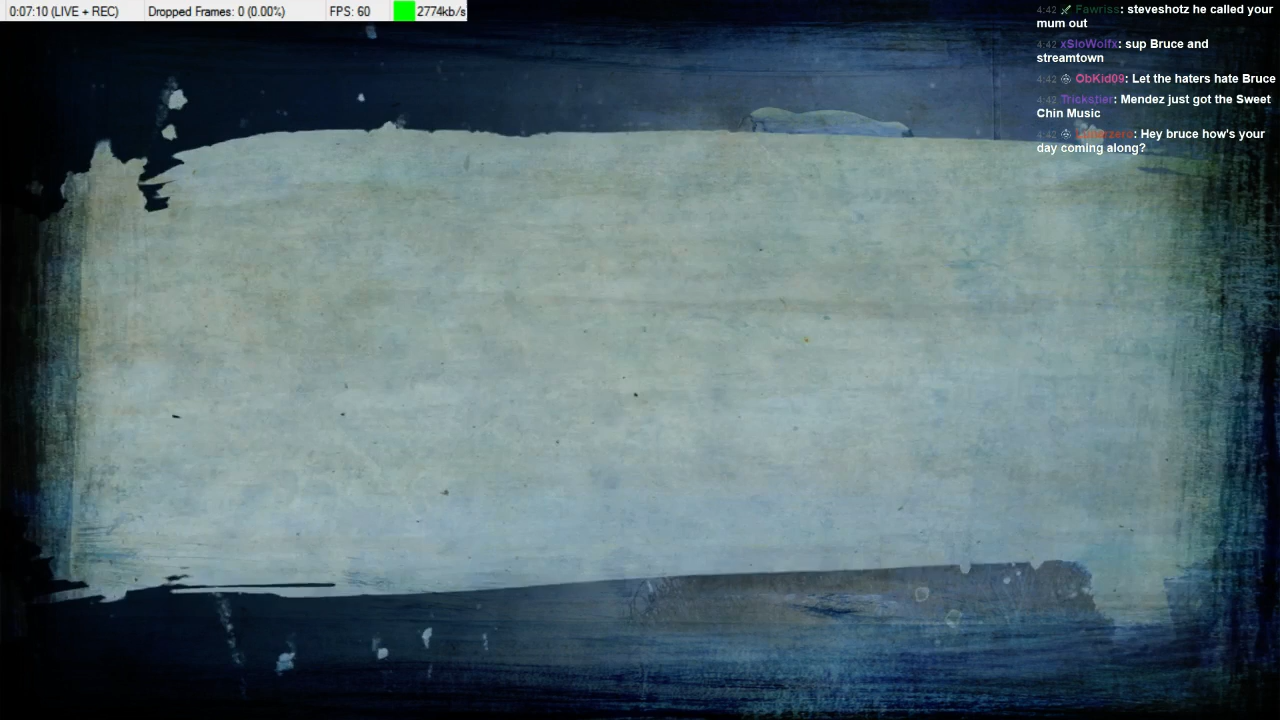 0:07:10 (LIVE + REC) Dropped Frames: 0 (0.00%) FPS: 60 2774kb/s
4:42 Fawriss: steveshotz he called your
mum out
4:42 xSloWolfx: sup Bruce and
streamtown
4:42 ObKid09: Let the haters hate Bruce
4:42 Trickstier: Mendez just got the Sweet
Chin Music
4:42 : Hey bruce how's your
day coming along?